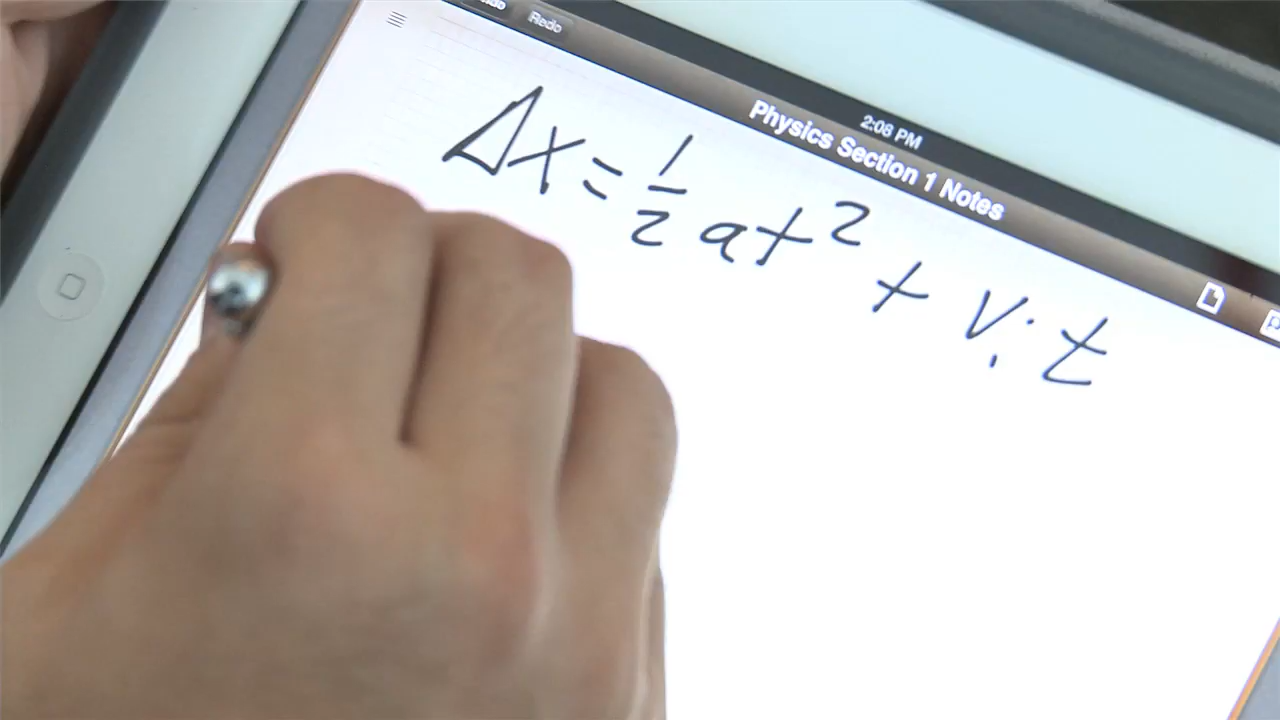 Redo
2:08 PM
Physics Section 1 Notes
Δx = 1/2 at² + Vᵢt